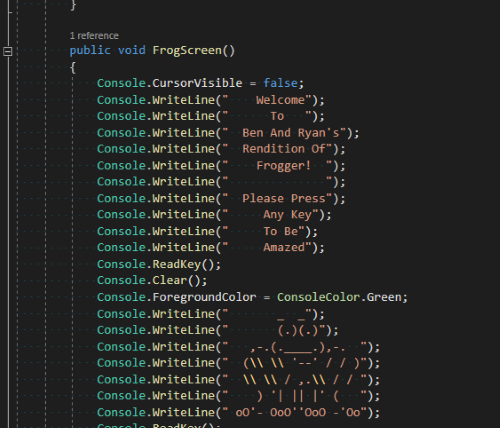 }
1 reference
public void FrogScreen()
{
Console.CursorVisible = false;
Console.WriteLine("    Welcome");
Console.WriteLine("      To   ");
Console.WriteLine("  Ben And Ryan's");
Console.WriteLine("  Rendition Of");
Console.WriteLine("    Frogger!  ");
Console.WriteLine("              ");
Console.WriteLine("  Please Press");
Console.WriteLine("     Any Key");
Console.WriteLine("     To Be");
Console.WriteLine("     Amazed");
Console.ReadKey();
Console.Clear();
Console.ForegroundColor = ConsoleColor.Green;
Console.WriteLine("       _  _");
Console.WriteLine("       (.)(.)");
Console.WriteLine("   ,-.(.____.),-.  ");
Console.WriteLine("  (\\ \\ '--' / / )");
Console.WriteLine("  \\ \\ / ,.\\ / / ");
Console.WriteLine("    ) '| || |' (   ");
Console.WriteLine(" oO'- OoO''OoO -'Oo");
Console.ReadKey();